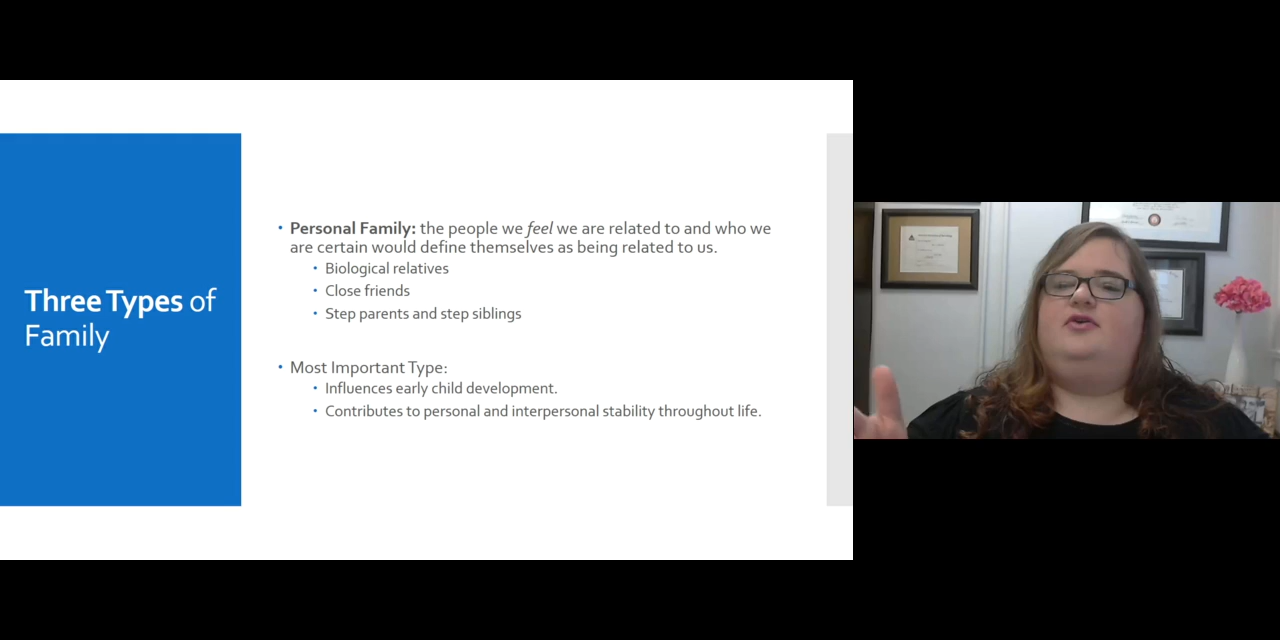 Three Types of
Family
Personal Family: the people we feel we are related to and who we
are certain would define themselves as being related to us.
Biological relatives
Close friends
Step parents and step siblings
Most Important Type:
Influences early child development.
Contributes to personal and interpersonal stability throughout life.